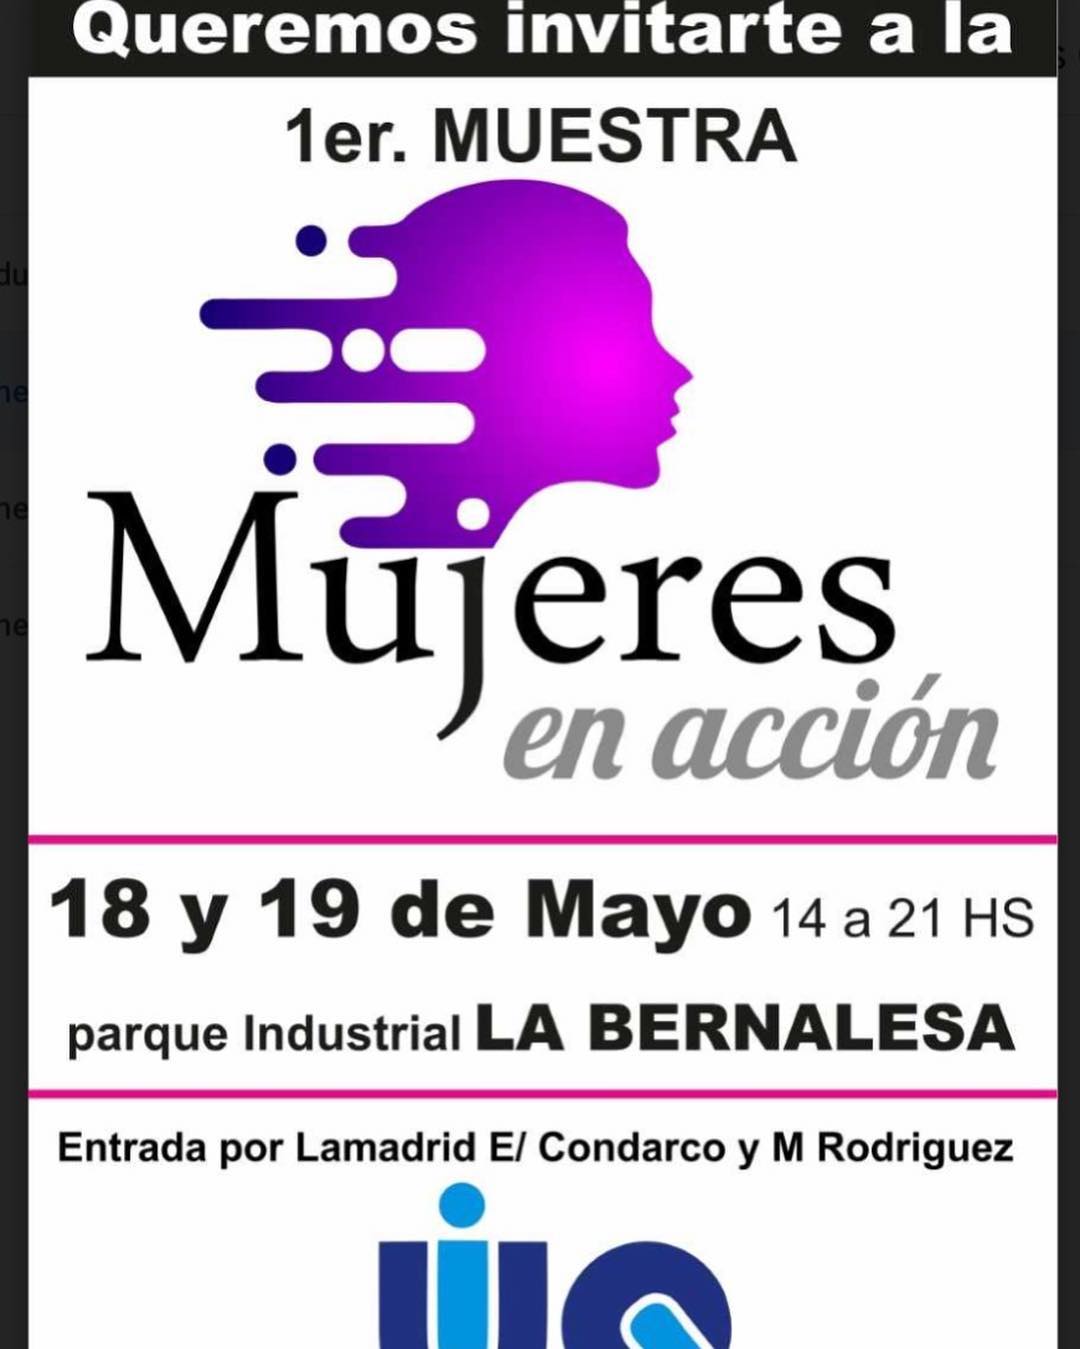 Queremos invitarte a la
1er. MUESTRA
Mujeres
en acción
18 y 19 de Mayo 14 a 21 HS
parque Industrial LA BERNALESA
Entrada por Lamadrid E/ Condarco y M Rodriguez